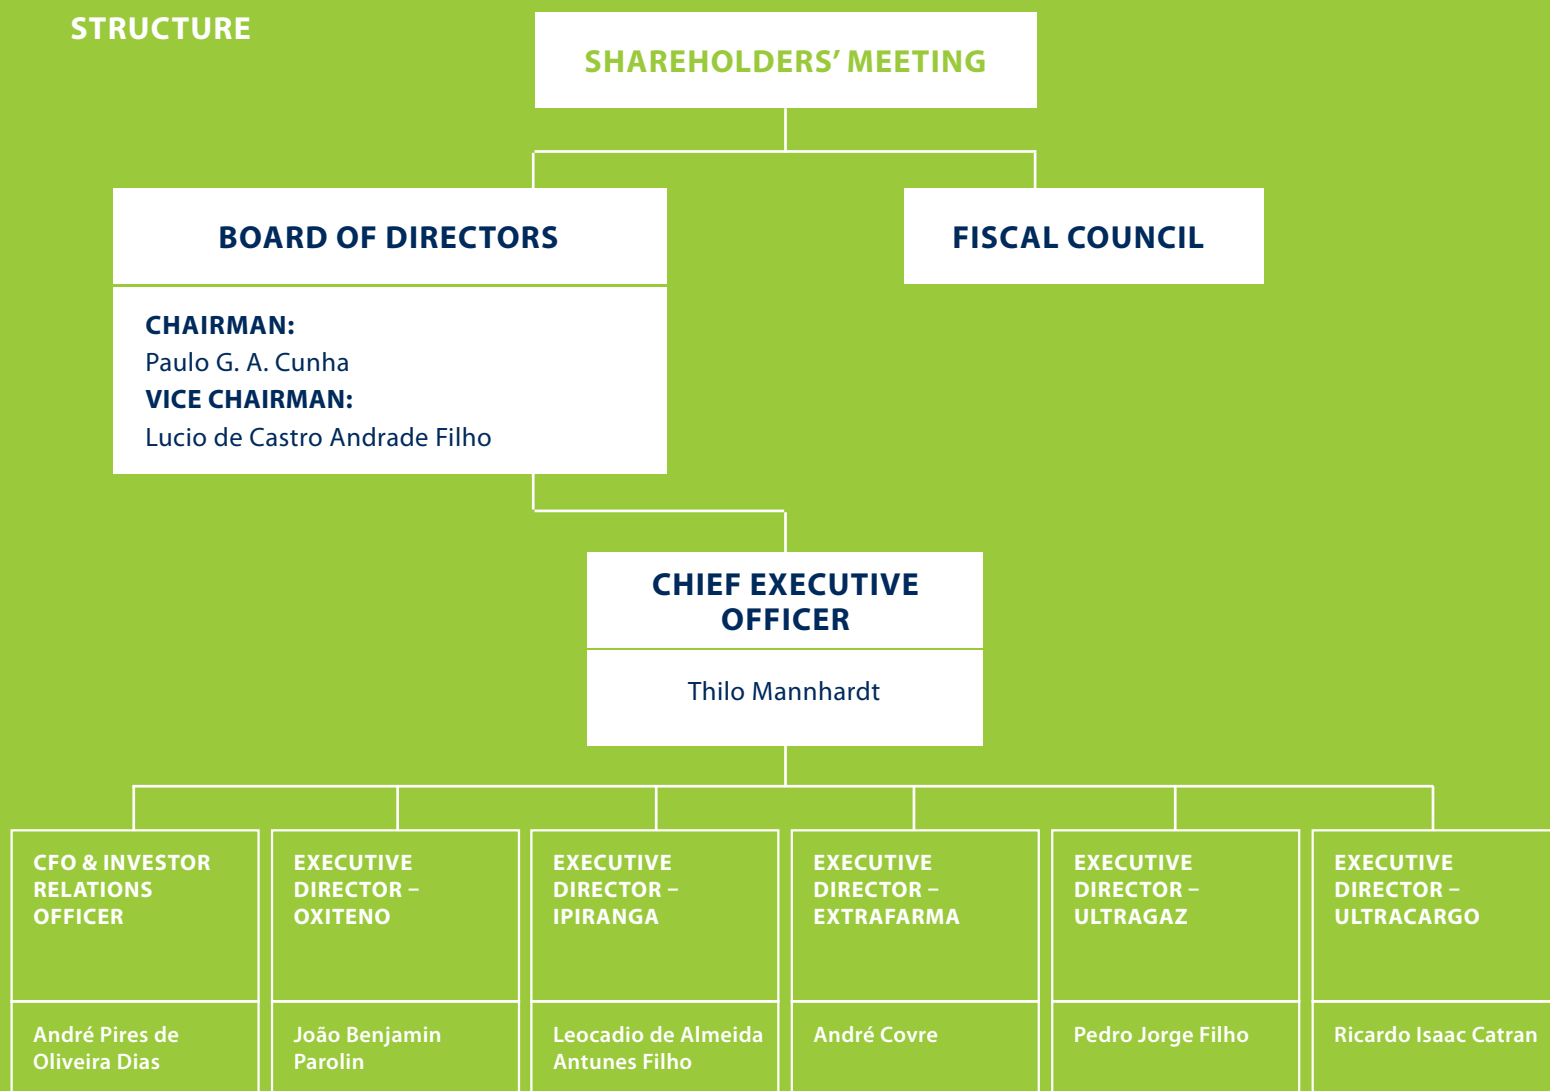 STRUCTURE
SHAREHOLDERS’ MEETING
BOARD OF DIRECTORS
CHAIRMAN:
Paulo G. A. Cunha
VICE CHAIRMAN:
Lucio de Castro Andrade Filho
FISCAL COUNCIL
CHIEF EXECUTIVE
OFFICER
Thilo Mannhardt
CFO & INVESTOR
RELATIONS
OFFICER
André Pires de
Oliveira Dias
EXECUTIVE
DIRECTOR –
OXITENO
João Benjamin
Parolin
EXECUTIVE
DIRECTOR –
IPIRANGA
Leocadio de Almeida
Antunes Filho
EXECUTIVE
DIRECTOR –
EXTRAFARMA
André Covre
EXECUTIVE
DIRECTOR –
ULTRAGAZ
Pedro Jorge Filho
EXECUTIVE
DIRECTOR –
ULTRACARGO
Ricardo Isaac Catran